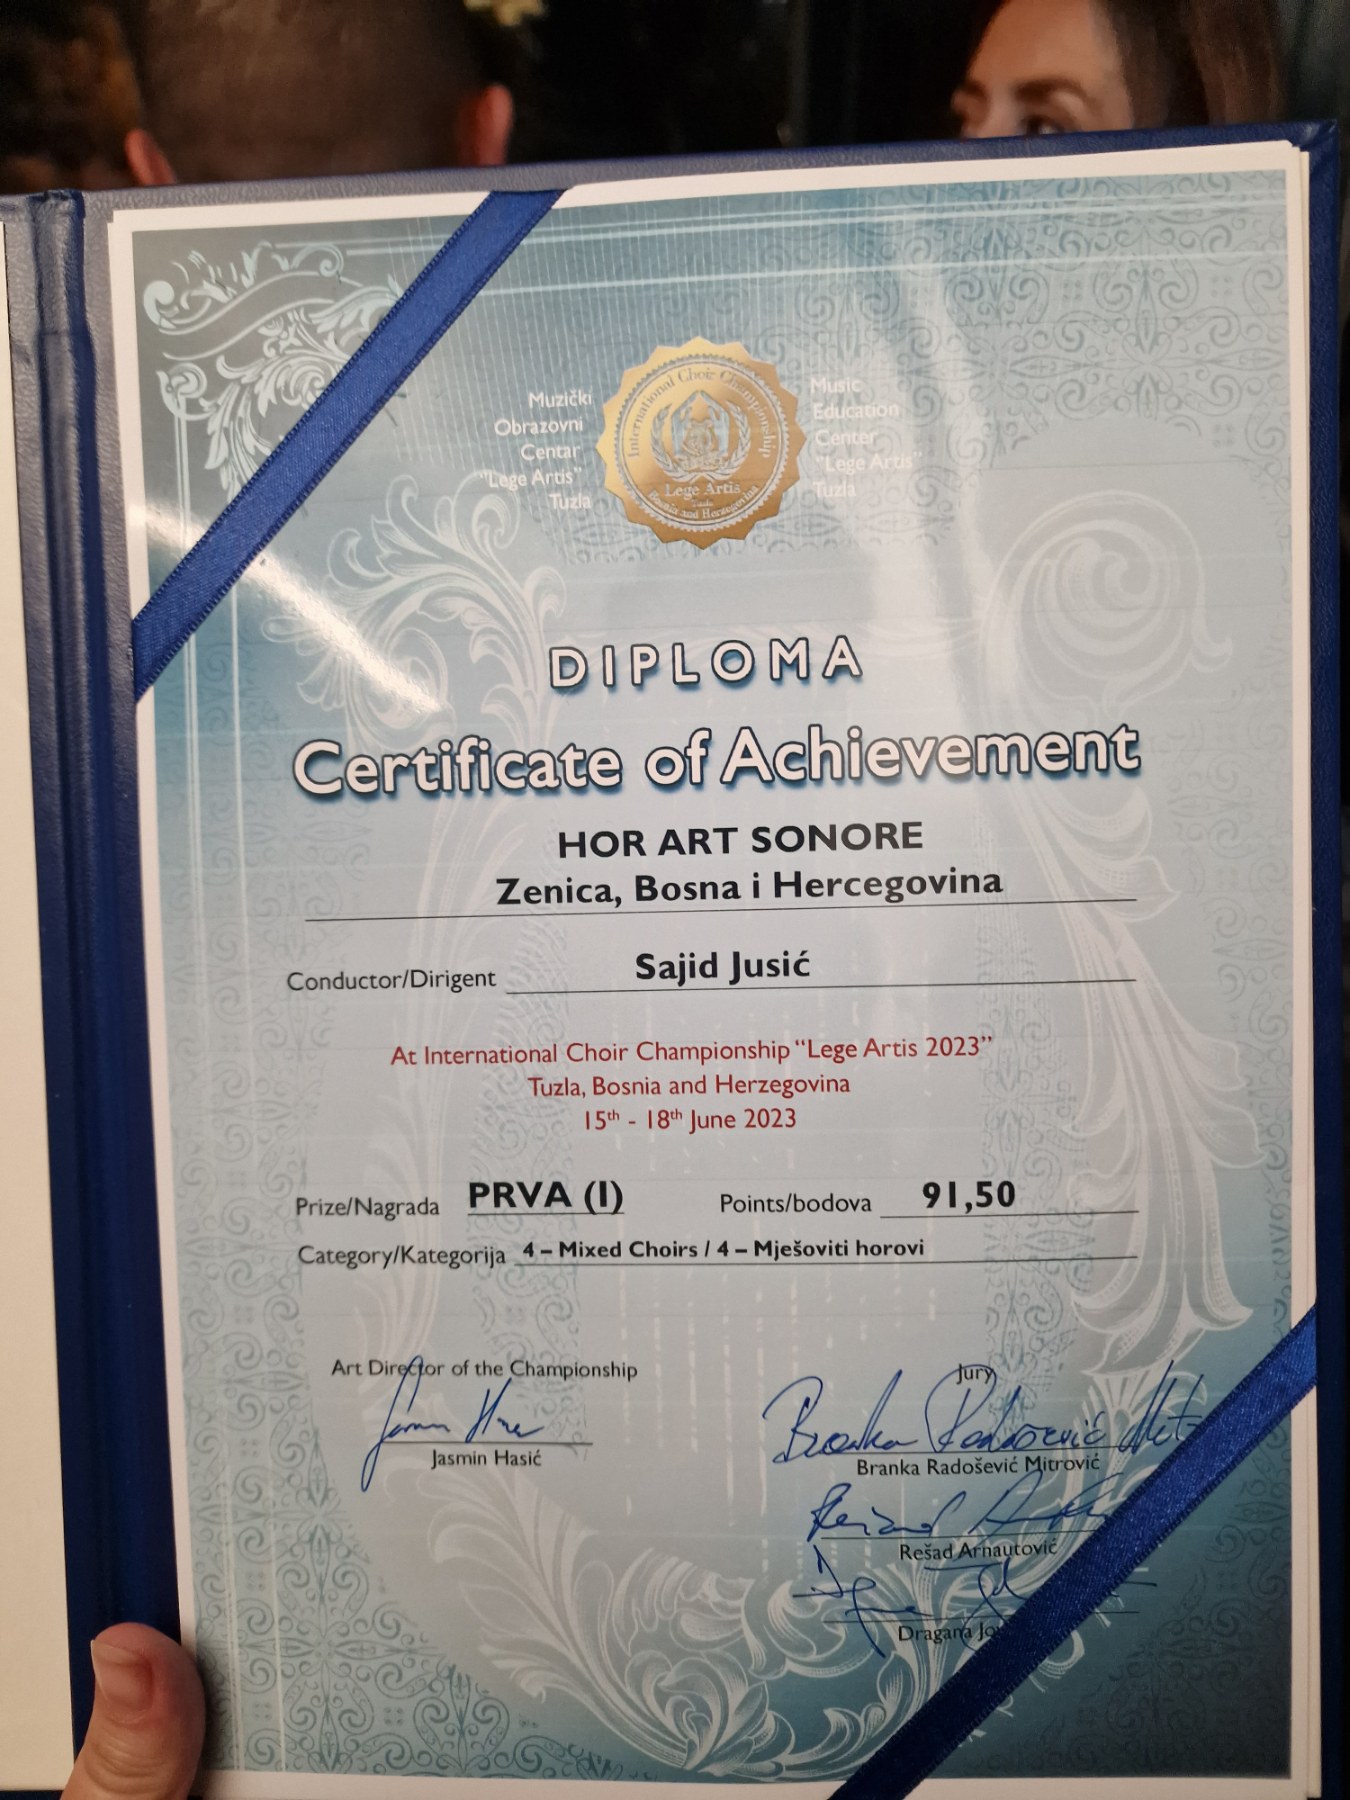 Muzički
Obrazovni
Centar
"Lege Artis"
Tuzla
International Choir Championship
Lege Artis
Bosnia and Herzegovina
Music
Education
Center
"Lege Artis"
Tuzla
DIPLOMA
Certificate of Achievement
HOR ART SONORE
Zenica, Bosna i Hercegovina
Conductor/Dirigent Sajid Jusić
At International Choir Championship "Lege Artis 2023"
Tuzla, Bosnia and Herzegovina
15th - 18th June 2023
Prize/Nagrada PRVA (I) Points/bodova 91,50
Category/Kategorija 4 – Mixed Choirs / 4 – Mješoviti horovi
Art Director of the Championship
Jasmin Hasić
Jury
Branka Radošević Mitrović
Branka Radošević Mitrović
Rešad Arnautović
Dragana